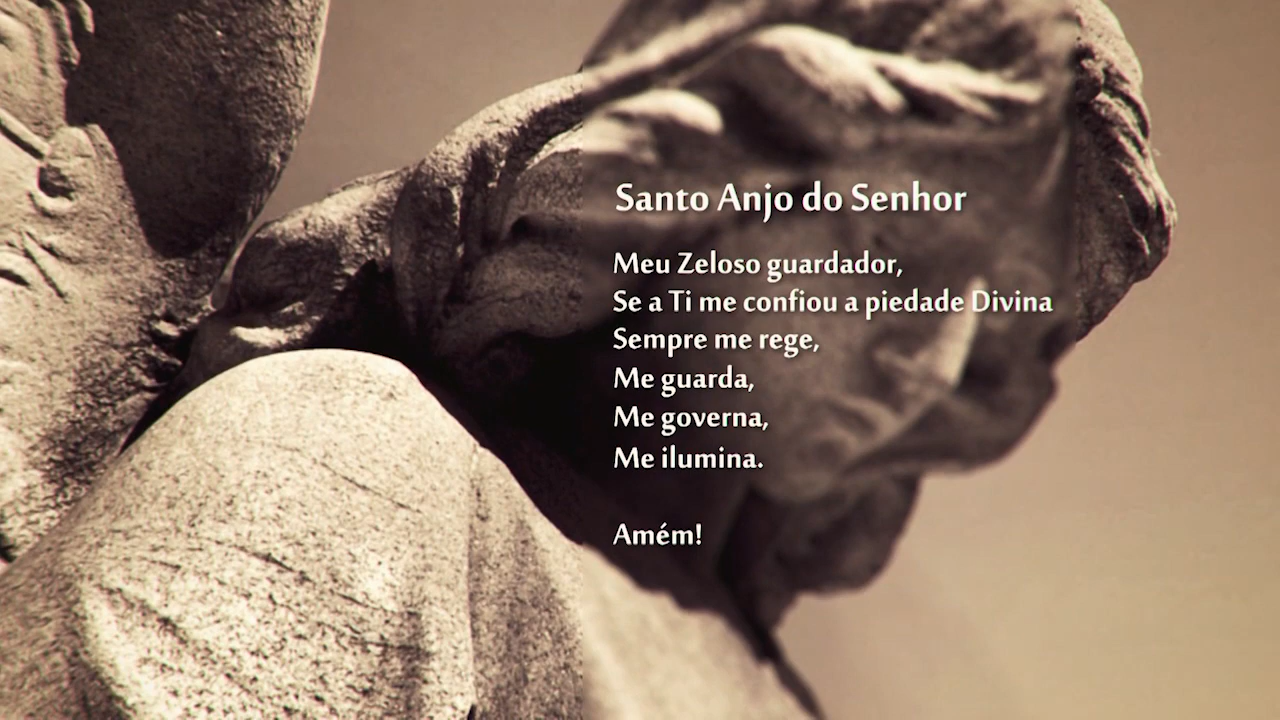 Santo Anjo do Senhor
Meu Zeloso guardador,
Se a Ti me confiou a piedade Divina
Sempre me rege,
Me guarda,
Me governa,
Me ilumina.
Amém!